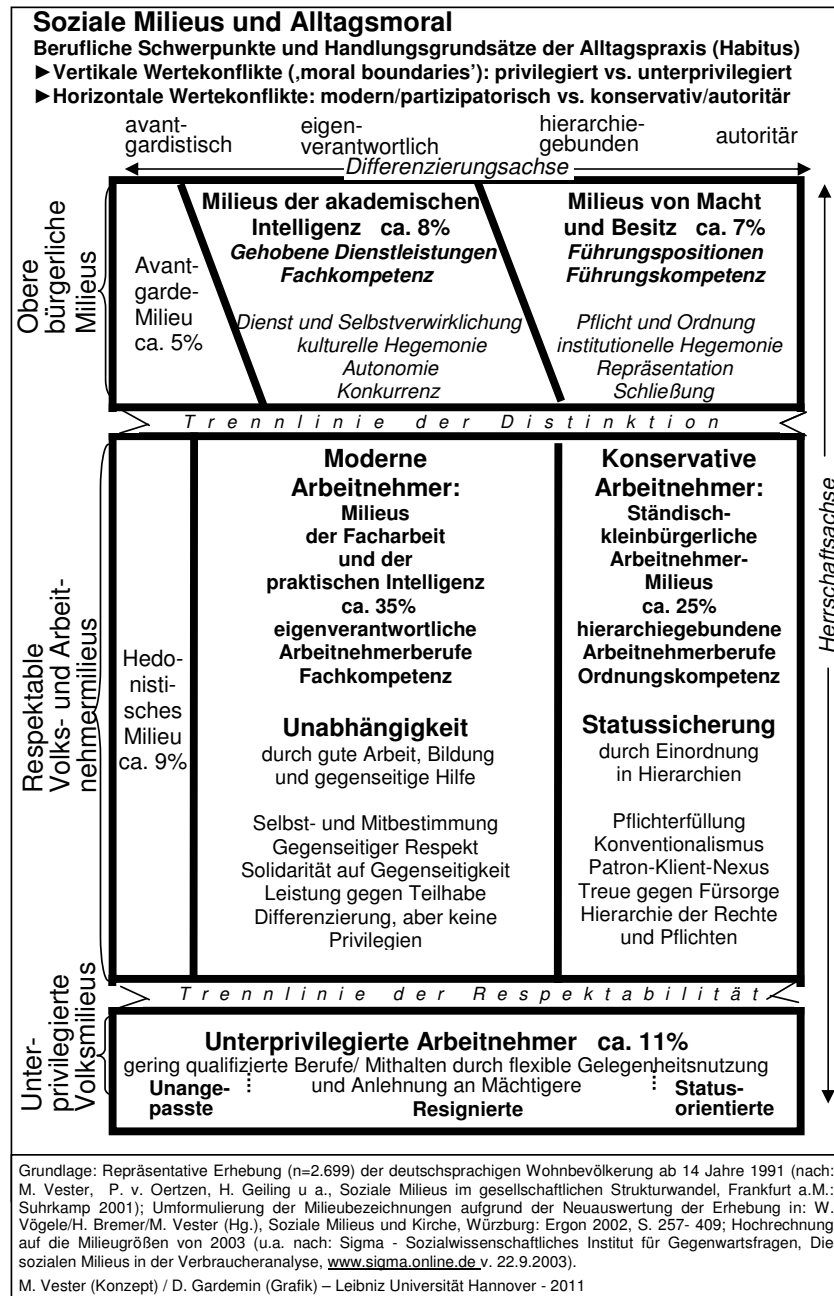 Soziale Milieus und Alltagsmoral
Berufliche Schwerpunkte und Handlungsgrundsätze der Alltagspraxis (Habitus)
►Vertikale Wertekonflikte (‚moral boundaries’): privilegiert vs. unterprivilegiert
►Horizontale Wertekonflikte: modern/partizipatorisch vs. konservativ/autoritär
avant-
gardistisch
eigen-
verantwortlich
hierarchie-
gebunden
autoritär
Differenzierungsachse
Obere
bürgerliche
Milieus
Avant-
garde-
Milieu
ca. 5%
Milieus der akademischen
Intelligenz ca. 8%
Gehobene Dienstleistungen
Fachkompetenz
Dienst und Selbstverwirklichung
kulturelle Hegemonie
Autonomie
Konkurrenz
Milieus von Macht
und Besitz ca. 7%
Führungspositionen
Führungskompetenz
Pflicht und Ordnung
institutionelle Hegemonie
Repräsentation
Schließung
Trennlinie der Distinktion
Herrschaftsachse
Respektable
Volks- und Arbeit-
nehmermilieus
Hedo-
nisti-
sches
Milieu
ca. 9%
Moderne
Arbeitnehmer:
Milieus
der Facharbeit
und der
praktischen Intelligenz
ca. 35%
eigenverantwortliche
Arbeitnehmerberufe
Fachkompetenz
Unabhängigkeit
durch gute Arbeit, Bildung
und gegenseitige Hilfe
Selbst- und Mitbestimmung
Gegenseitiger Respekt
Solidarität auf Gegenseitigkeit
Leistung gegen Teilhabe
Differenzierung, aber keine
Privilegien
Konservative
Arbeitnehmer:
Ständisch-
kleinbürgerliche
Arbeitnehmer-
Milieus
ca. 25%
hierarchiegebundene
Arbeitnehmerberufe
Ordnungskompetenz
Statussicherung
durch Einordnung
in Hierarchien
Pflichterfüllung
Konventionalismus
Patron-Klient-Nexus
Treue gegen Fürsorge
Hierarchie der Rechte
und Pflichten
Trennlinie der Respektabilität
Unter-
privilegierte
Volksmilieus
Unterprivilegierte Arbeitnehmer ca. 11%
gering qualifizierte Berufe/ Mithalten durch flexible Gelegenheitsnutzung
und Anlehnung an Mächtigere
Unange-
passte
Resignierte
Status-
orientierte
Grundlage: Repräsentative Erhebung (n=2.699) der deutschsprachigen Wohnbevölkerung ab 14 Jahre 1991 (nach:
M. Vester, P. v. Oertzen, H. Geiling u a., Soziale Milieus im gesellschaftlichen Strukturwandel, Frankfurt a.M.:
Suhrkamp 2001); Umformulierung der Milieubezeichnungen aufgrund der Neuauswertung der Erhebung in: W.
Vögele/H. Bremer/M. Vester (Hg.), Soziale Milieus und Kirche, Würzburg: Ergon 2002, S. 257- 409; Hochrechnung
auf die Milieugrößen von 2003 (u.a. nach: Sigma - Sozialwissenschaftliches Institut für Gegenwartsfragen, Die
sozialen Milieus in der Verbraucheranalyse, www.sigma.online.de v. 22.9.2003).
M. Vester (Konzept) / D. Gardemin (Grafik) – Leibniz Universität Hannover - 2011